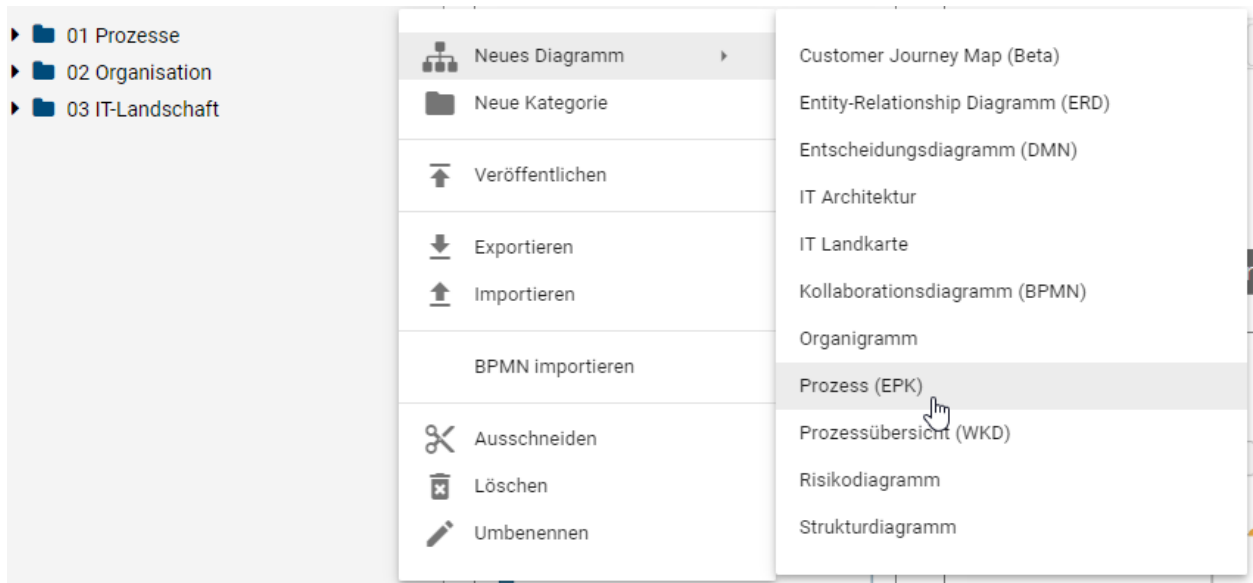 01 Prozesse
02 Organisation
03 IT-Landschaft
Neues Diagramm
Neue Kategorie
Veröffentlichen
Exportieren
Importieren
BPMN importieren
Ausschneiden
Löschen
Umbenennen
Customer Journey Map (Beta)
Entity-Relationship Diagramm (ERD)
Entscheidungsdiagramm (DMN)
IT Architektur
IT Landkarte
Kollaborationsdiagramm (BPMN)
Organigramm
Prozess (EPK)
Prozessübersicht (WKD)
Risikodiagramm
Strukturdiagramm